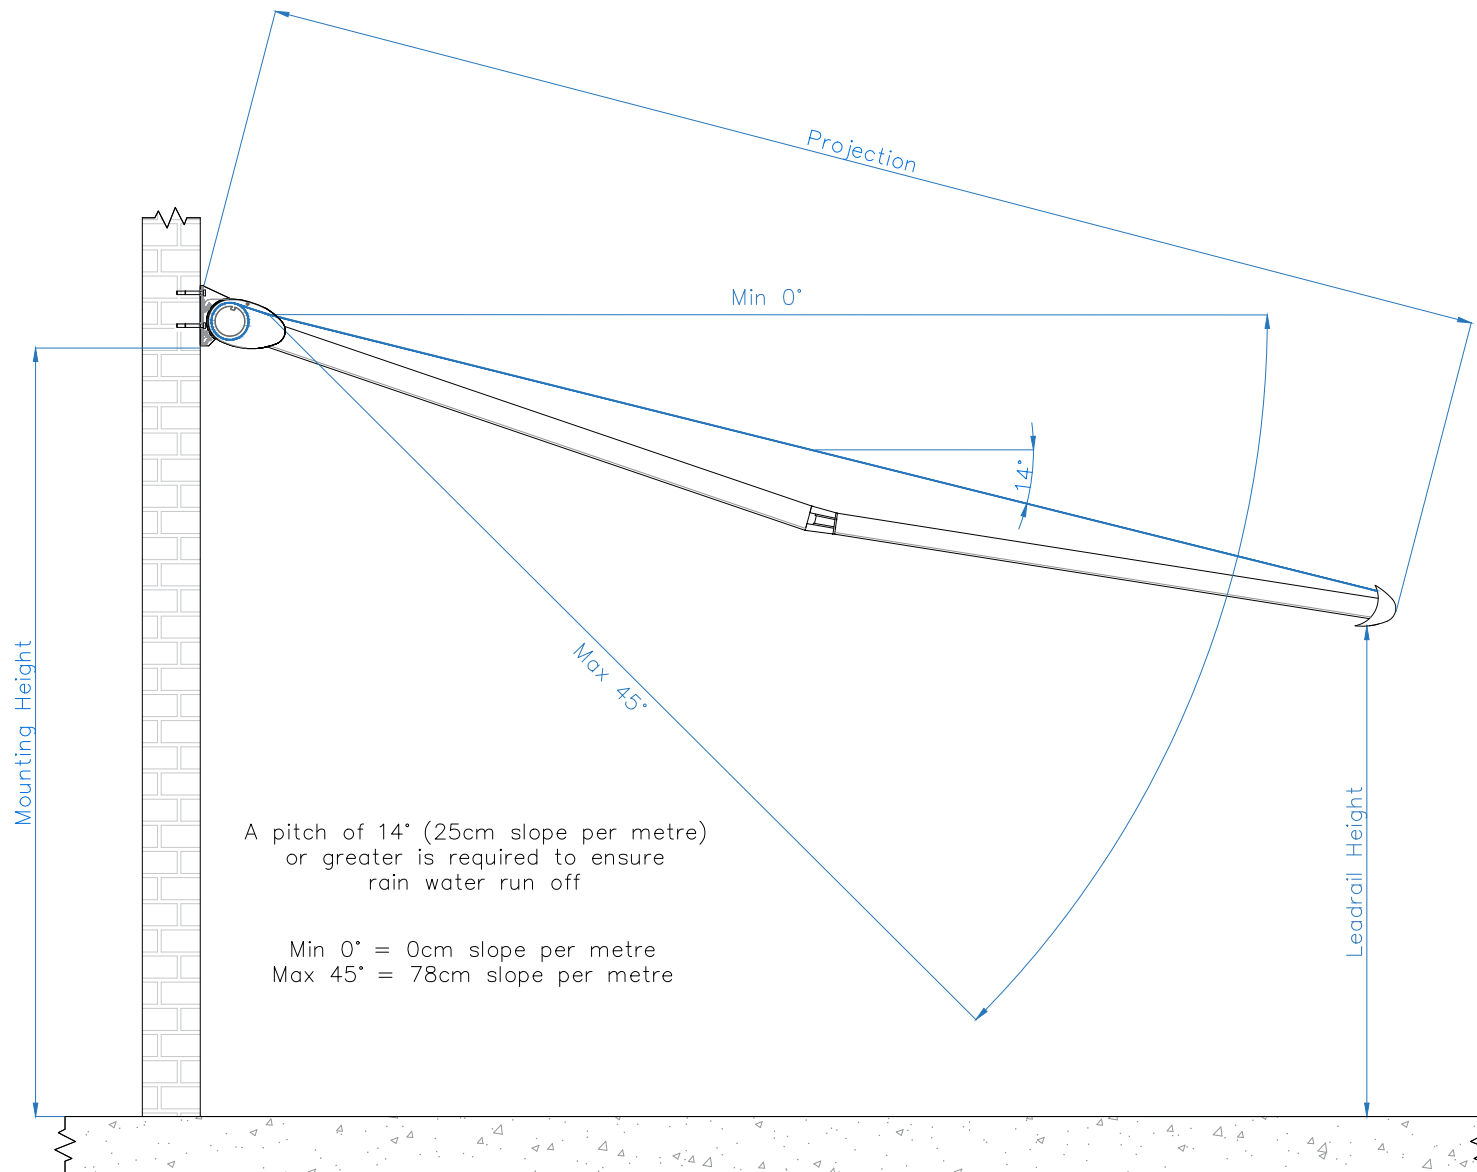 Projection
Min 0°
14°
Max 45°
Mounting Height
Leadrail Height
A pitch of 14° (25cm slope per metre)
or greater is required to ensure
rain water run off
Min 0° = 0cm slope per metre
Max 45° = 78cm slope per metre